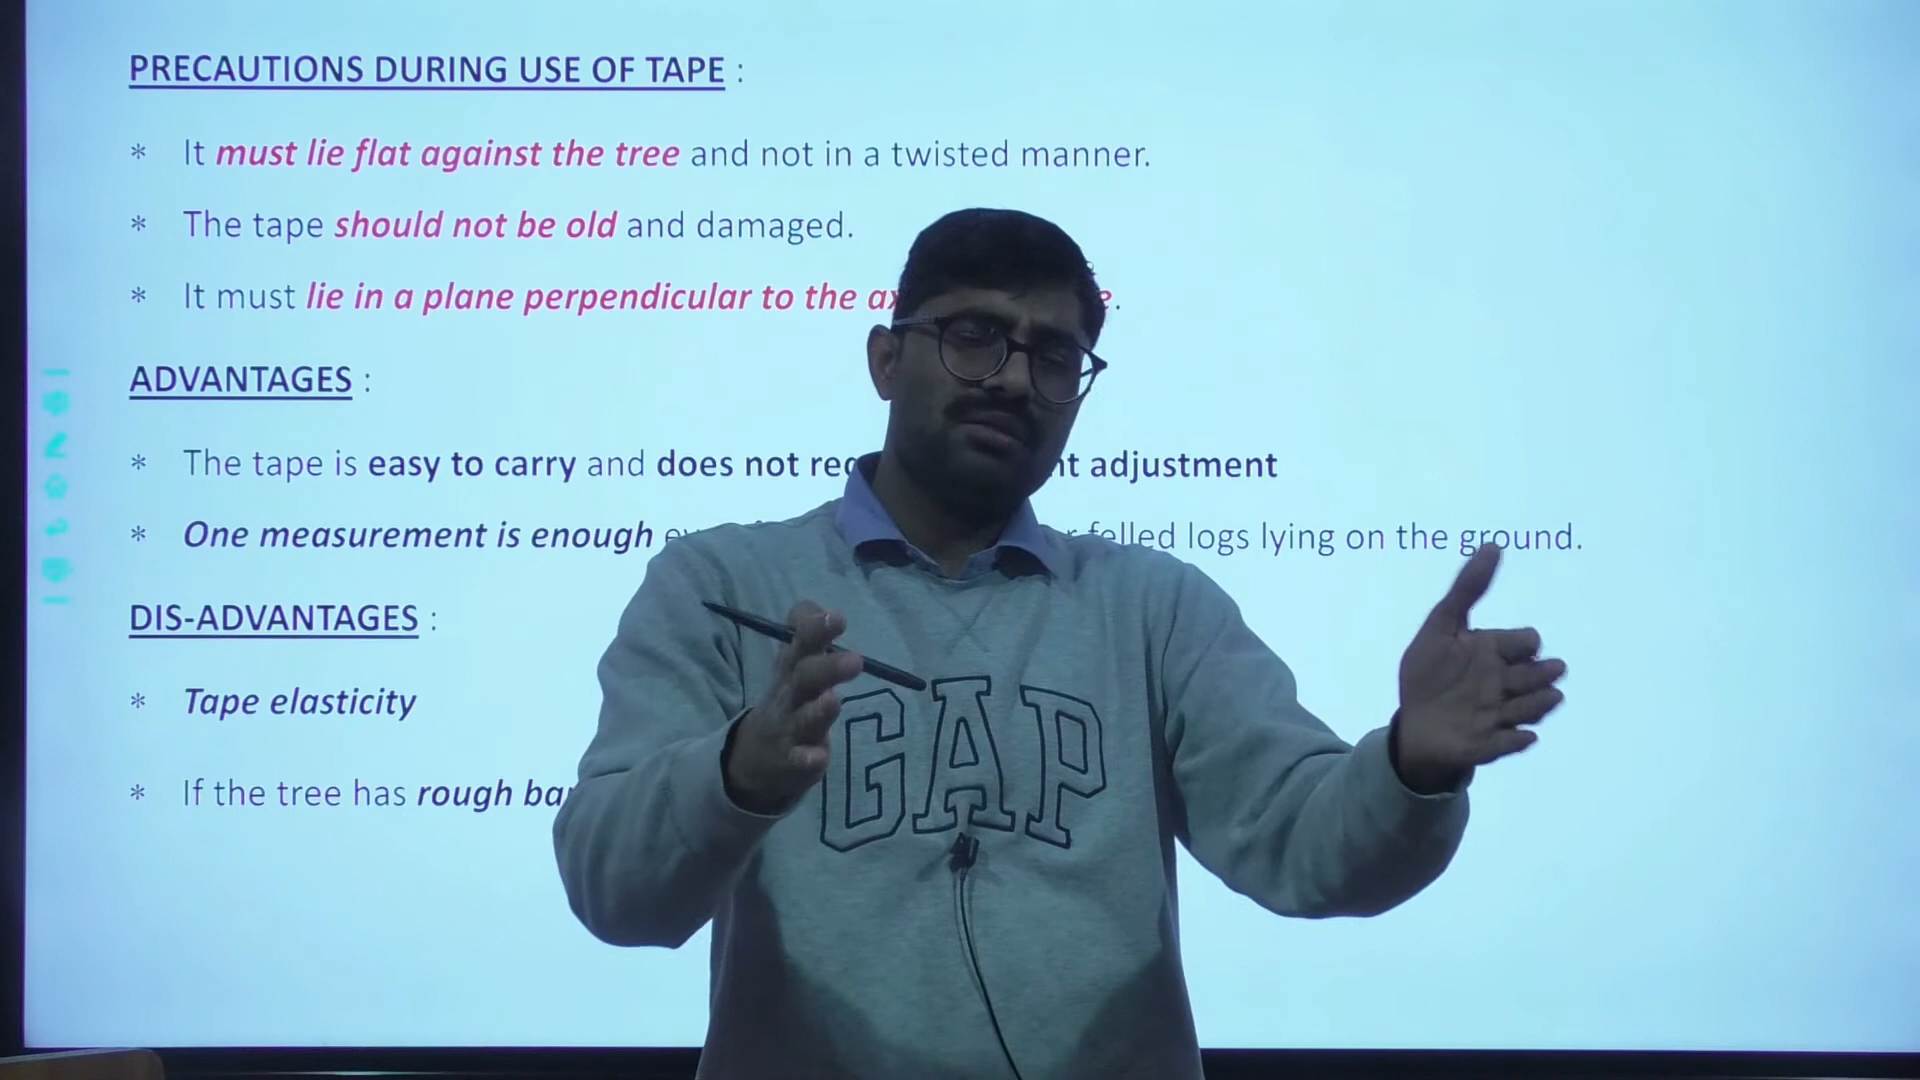 PRECAUTIONS DURING USE OF TAPE :
* It must lie flat against the tree and not in a twisted manner.
* The tape should not be old and damaged.
* It must lie in a plane perpendicular to the
ADVANTAGES :
* The tape is easy to carry and does not adjustment
* One measurement is enough felled logs lying on the ground.
DIS-ADVANTAGES :
* Tape elasticity
* If the tree has rough
GAP